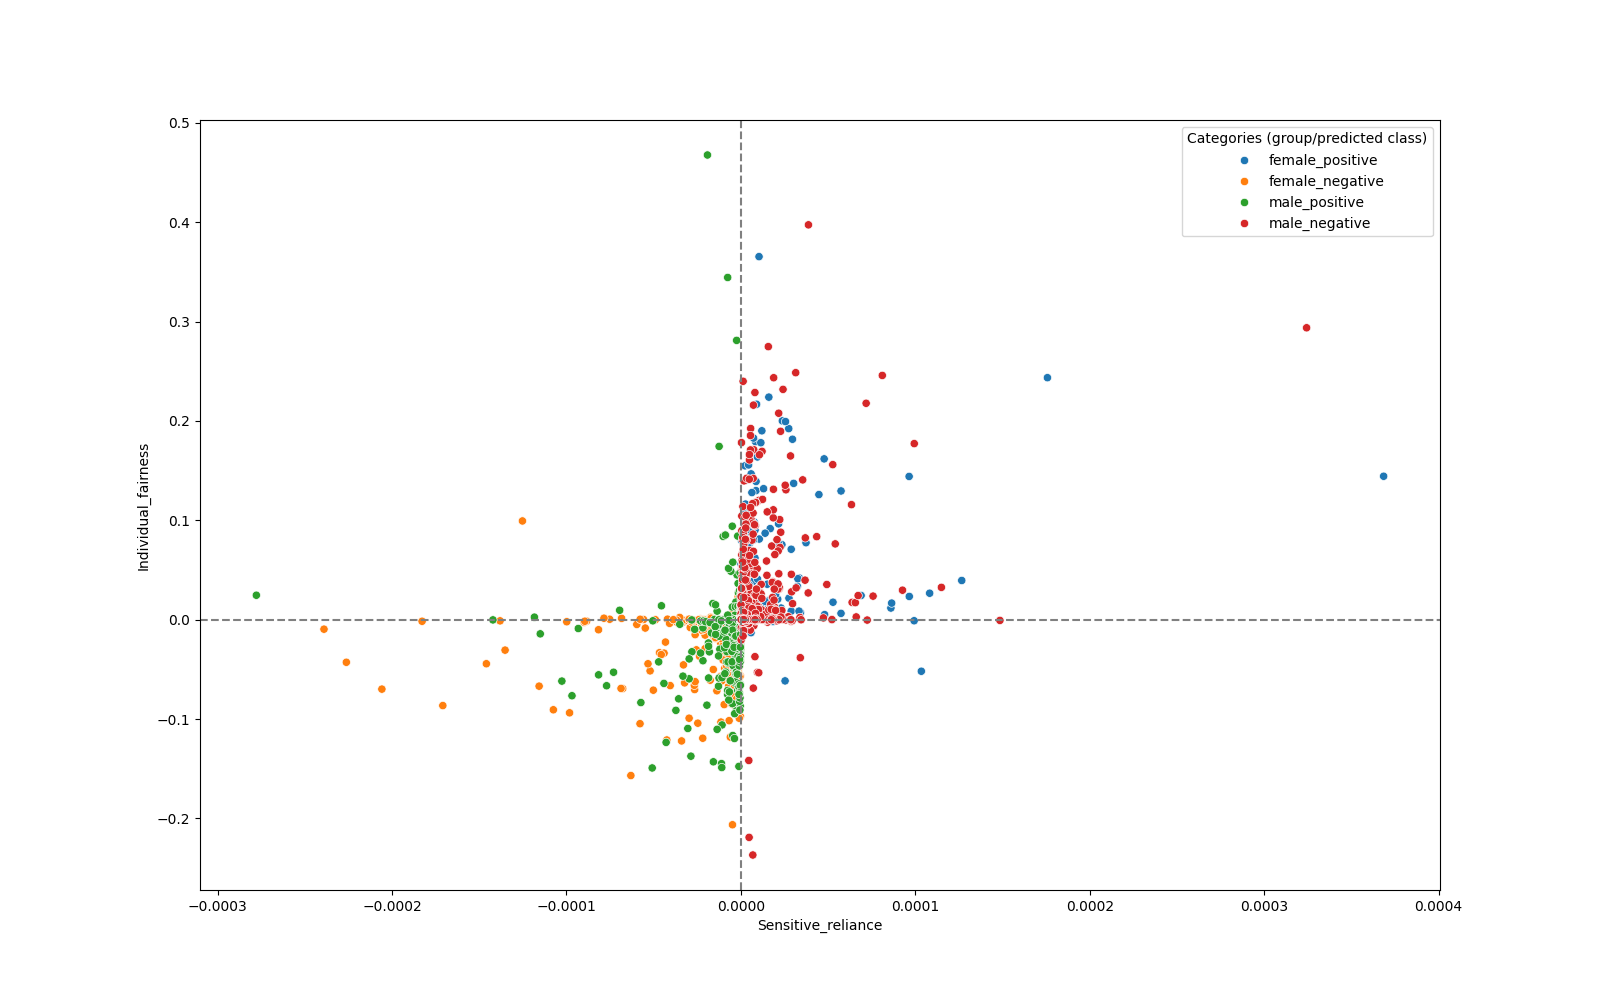 Categories (group/predicted class)
female_positive
female_negative
male_positive
male_negative
Individual_fairness
0.5
0.4
0.3
0.2
0.1
0.0
−0.1
−0.2
−0.0003 −0.0002 −0.0001 0.0000 0.0001 0.0002 0.0003 0.0004
Sensitive_reliance